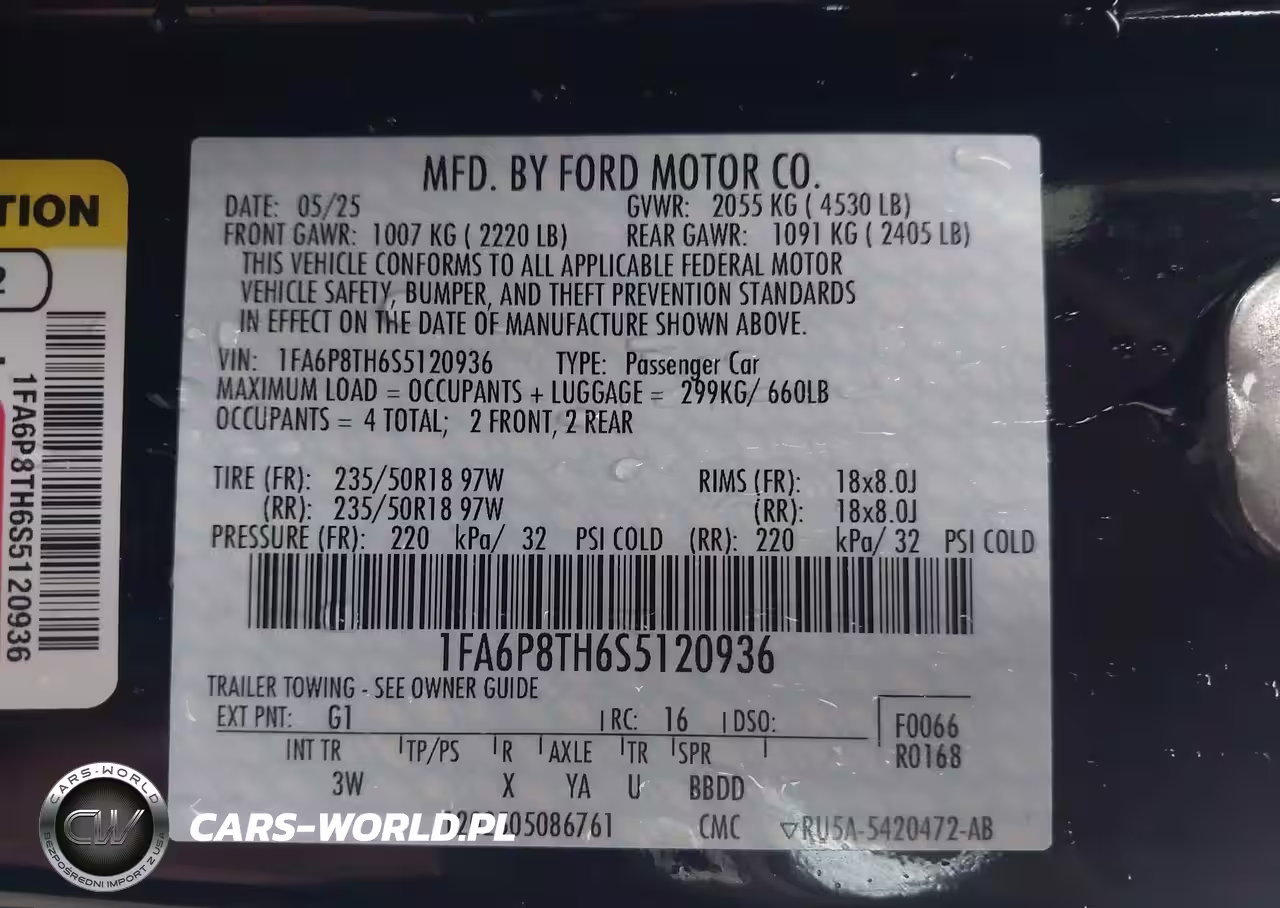 TION
2
1FA6P8TH6S5120936
MFD. BY FORD MOTOR CO.
DATE: 05/25 GVWR: 2055 KG ( 4530 LB)
FRONT GAWR: 1007 KG ( 2220 LB) REAR GAWR: 1091 KG ( 2405 LB)
THIS VEHICLE CONFORMS TO ALL APPLICABLE FEDERAL MOTOR
VEHICLE SAFETY, BUMPER, AND THEFT PREVENTION STANDARDS
IN EFFECT ON THE DATE OF MANUFACTURE SHOWN ABOVE.
VIN: 1FA6P8TH6S5120936 TYPE: Passenger Car
MAXIMUM LOAD = OCCUPANTS + LUGGAGE = 299KG/ 660LB
OCCUPANTS = 4 TOTAL; 2 FRONT, 2 REAR
TIRE (FR): 235/50R18 97W RIMS (FR): 18x8.0J
(RR): 235/50R18 97W (RR): 18x8.0J
PRESSURE (FR): 220 kPa/ 32 PSI COLD (RR): 220 kPa/ 32 PSI COLD
1FA6P8TH6S5120936
TRAILER TOWING - SEE OWNER GUIDE
EXT PNT: G1 RC: 16 DSO: F0066
R0168
INT TR TP/PS R AXLE TR SPR
3W X YA U BBDD
05086761 CMC ▽RU5A-5420472-AB
CARS-WORLD.PL
CARS-WORLD
CW
BEZPOŚREDNI IMPORT Z USA